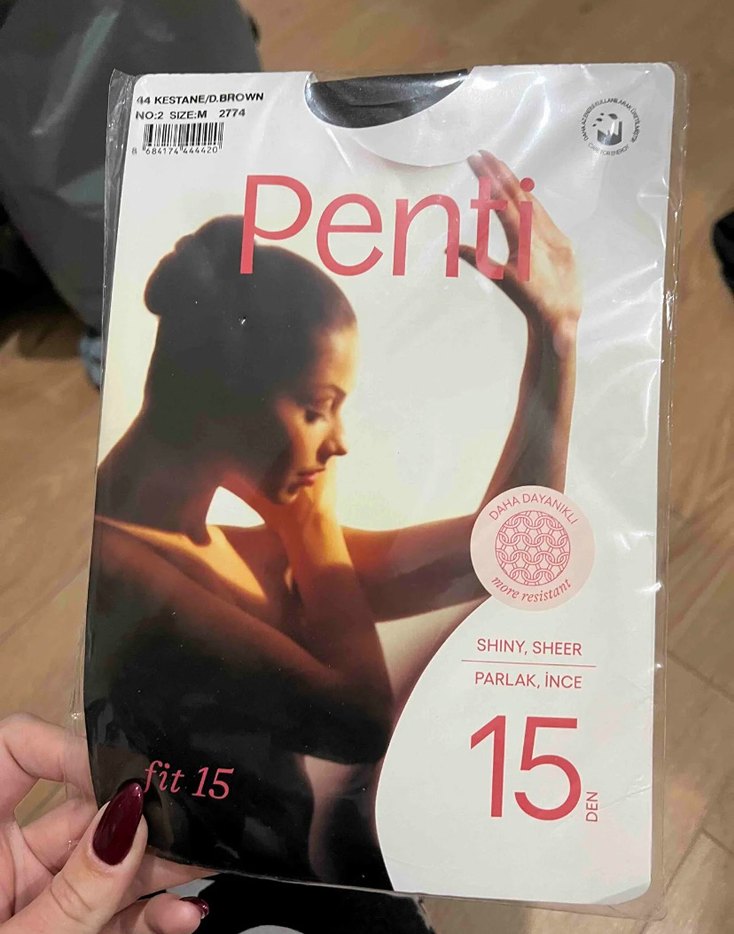 44 KESTANE/D.BROWN
NO:2 SIZE:M 2774
8 684174 444420
Penti
DAHA DAYANIKLI
more resistant
SHINY, SHEER
PARLAK, İNCE
15 DEN
fit 15